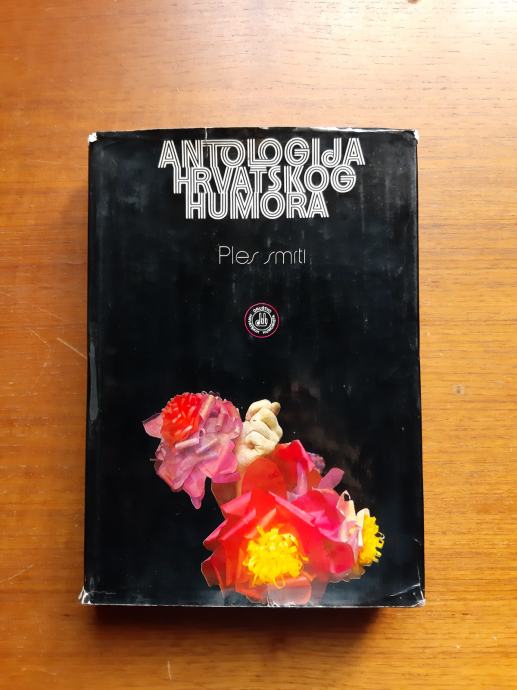 ANTOLOGIJA
HRVATSKOG
HUMORA
Ples smrti